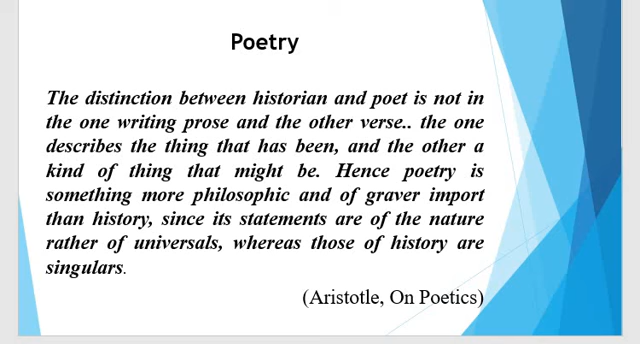 Poetry
The distinction between historian and poet is not in
the one writing prose and the other verse.. the one
describes the thing that has been, and the other a
kind of thing that might be. Hence poetry is
something more philosophic and of graver import
than history, since its statements are of the nature
rather of universals, whereas those of history are
singulars.
(Aristotle, On Poetics)